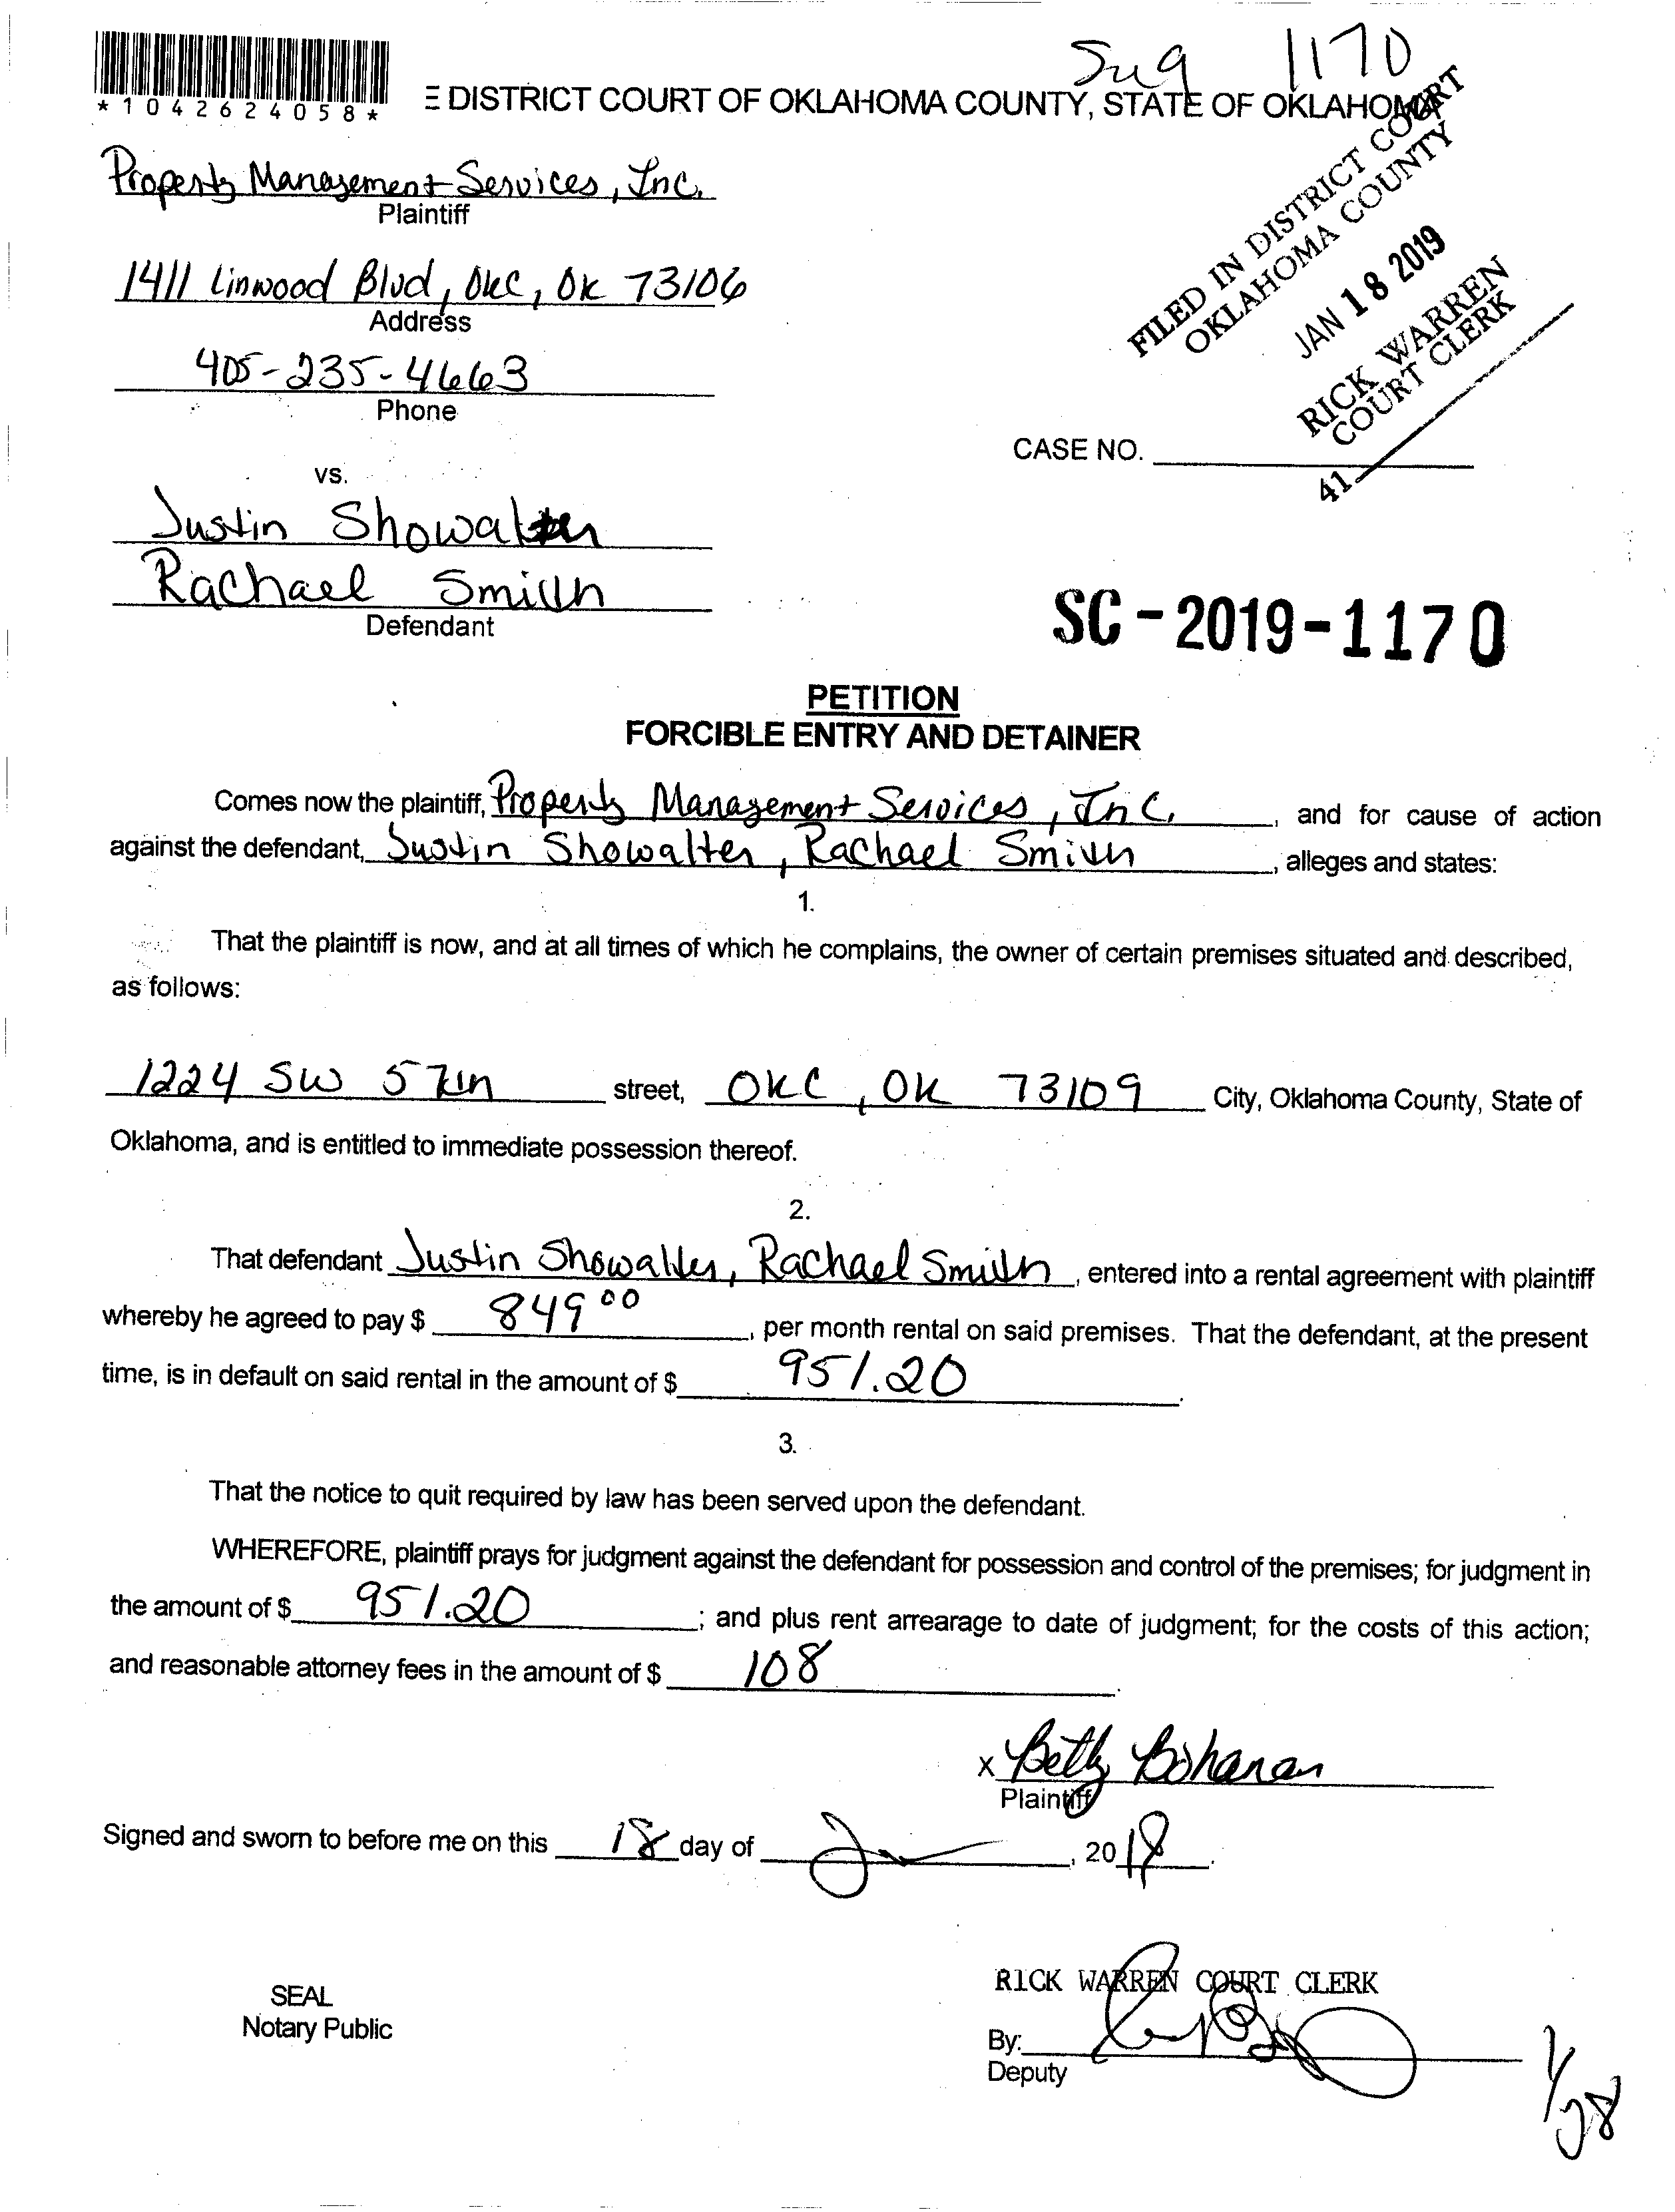 Sug 1170
*1042624058*
E DISTRICT COURT OF OKLAHOMA COUNTY, STATE OF OKLAHOMA
Property Management Services, Inc.
Plaintiff
1411 Linwood Blvd, OKC, OK 73106
Address
405-235-4663
Phone
FILED IN DISTRICT COURT
OKLAHOMA COUNTY
JAN 18 2019
RICK WARREN
COURT CLERK
41
CASE NO.
vs.
Justin Showalter
Rachael Smith
Defendant
SC-2019-1170
PETITION
FORCIBLE ENTRY AND DETAINER
Comes now the plaintiff, Property Management Services, Inc., and for cause of action
against the defendant, Justin Showalter, Rachael Smith, alleges and states:
1.
That the plaintiff is now, and at all times of which he complains, the owner of certain premises situated and described,
as follows:
1224 SW 57th street, OKC, OK 73109 City, Oklahoma County, State of
Oklahoma, and is entitled to immediate possession thereof.
2.
That defendant Justin Showalter, Rachael Smith, entered into a rental agreement with plaintiff
whereby he agreed to pay $ 849 00, per month rental on said premises. That the defendant, at the present
time, is in default on said rental in the amount of $ 951.20.
3.
That the notice to quit required by law has been served upon the defendant.
WHEREFORE, plaintiff prays for judgment against the defendant for possession and control of the premises; for judgment in
the amount of $ 951.20; and plus rent arrearage to date of judgment; for the costs of this action;
and reasonable attorney fees in the amount of $ 108.
x Betty Bohanan
Plaintiff
Signed and sworn to before me on this 18 day of , 20
SEAL
Notary Public
RICK WARREN COURT CLERK
By:
Deputy
1/28